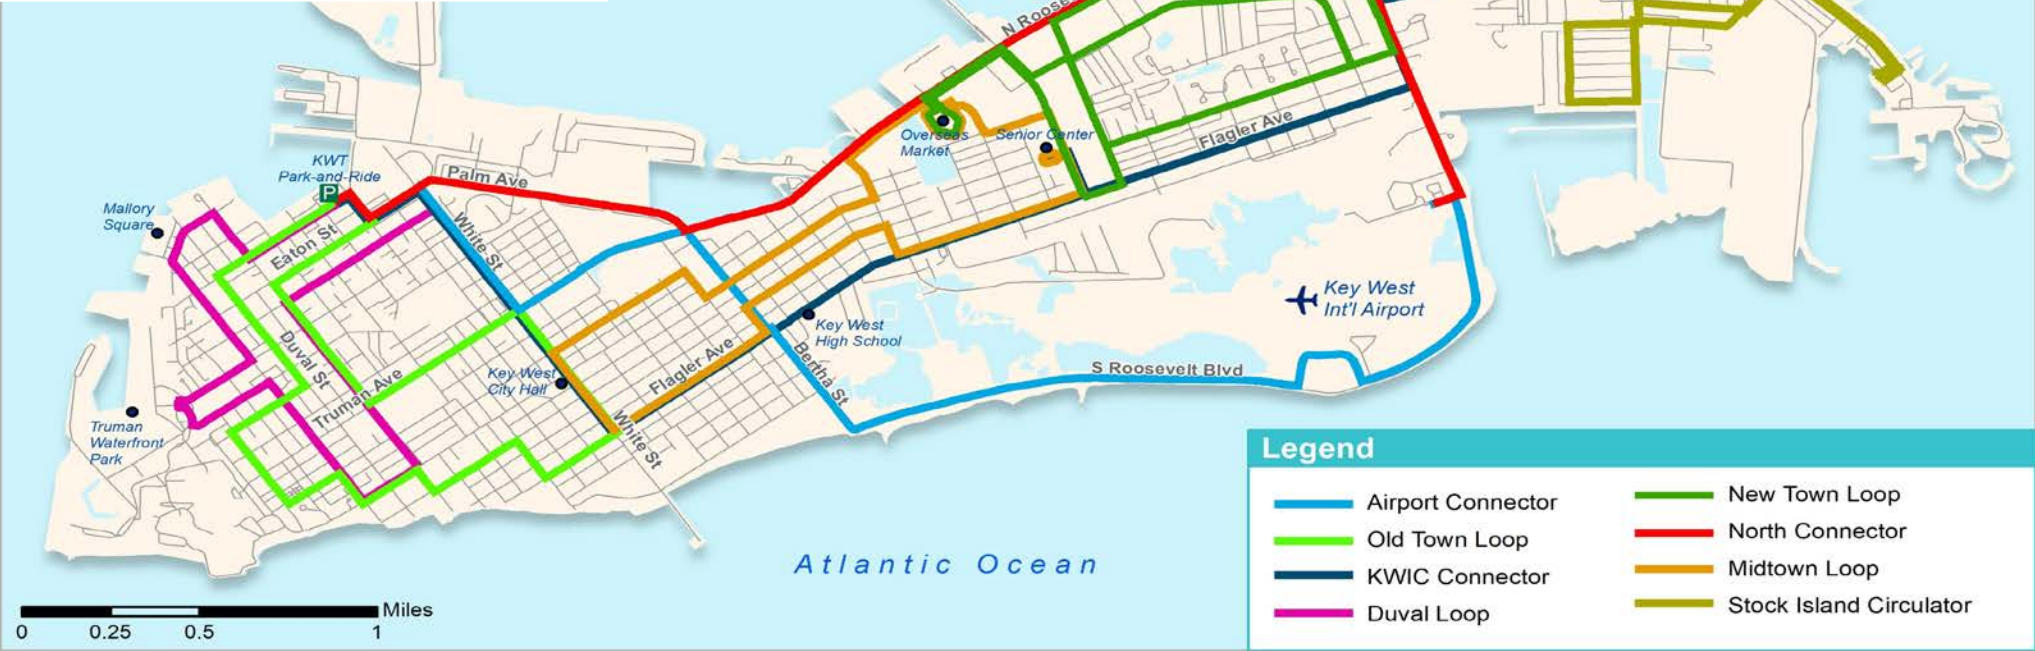 N Roose
Overseas
Market
Senior Center
Flagler Ave
KWT
Park-and-Ride
P
Palm Ave
Mallory
Square
Eaton St
White St
Key West
Int'l Airport
Key West
High School
Duval St
Truman Ave
Key West
City Hall
Flagler Ave
Bertha St
S Roosevelt Blvd
Truman
Waterfront
Park
White St
Atlantic Ocean
Miles
0 0.25 0.5 1
Legend
Airport Connector
Old Town Loop
KWIC Connector
Duval Loop
New Town Loop
North Connector
Midtown Loop
Stock Island Circulator